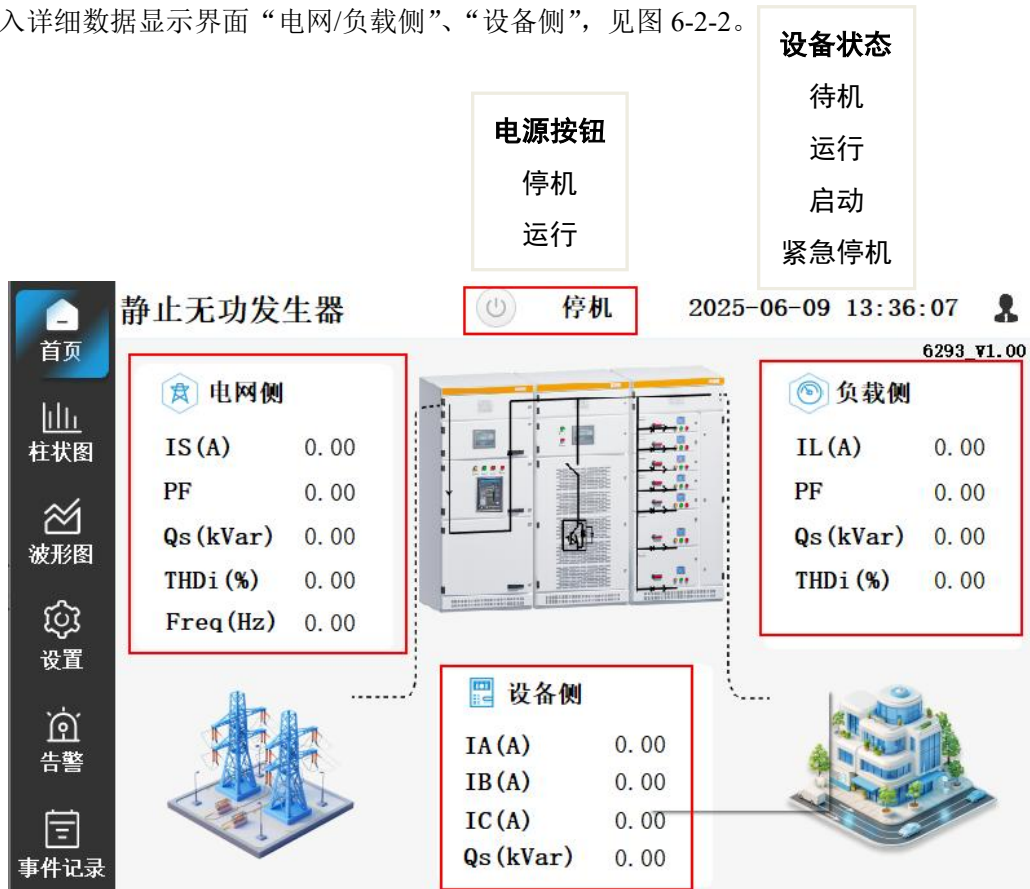 入详细数据显示界面“电网/负载侧”、“设备侧”，见图 6-2-2。
设备状态
待机
运行
启动
紧急停机
电源按钮
停机
运行
静止无功发生器
停机
2025-06-09 13:36:07
6293_V1.00
首页
柱状图
波形图
设置
告警
事件记录
电网侧
IS(A) 0.00
PF 0.00
Qs(kVar) 0.00
THDi(%) 0.00
Freq(Hz) 0.00
负载侧
IL(A) 0.00
PF 0.00
Qs(kVar) 0.00
THDi(%) 0.00
设备侧
IA(A) 0.00
IB(A) 0.00
IC(A) 0.00
Qs(kVar) 0.00